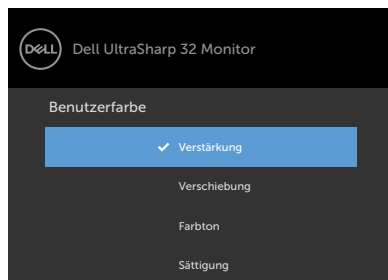 DELL Dell UltraSharp 32 Monitor
Benutzerfarbe
Verstärkung
Verschiebung
Farbton
Sättigung